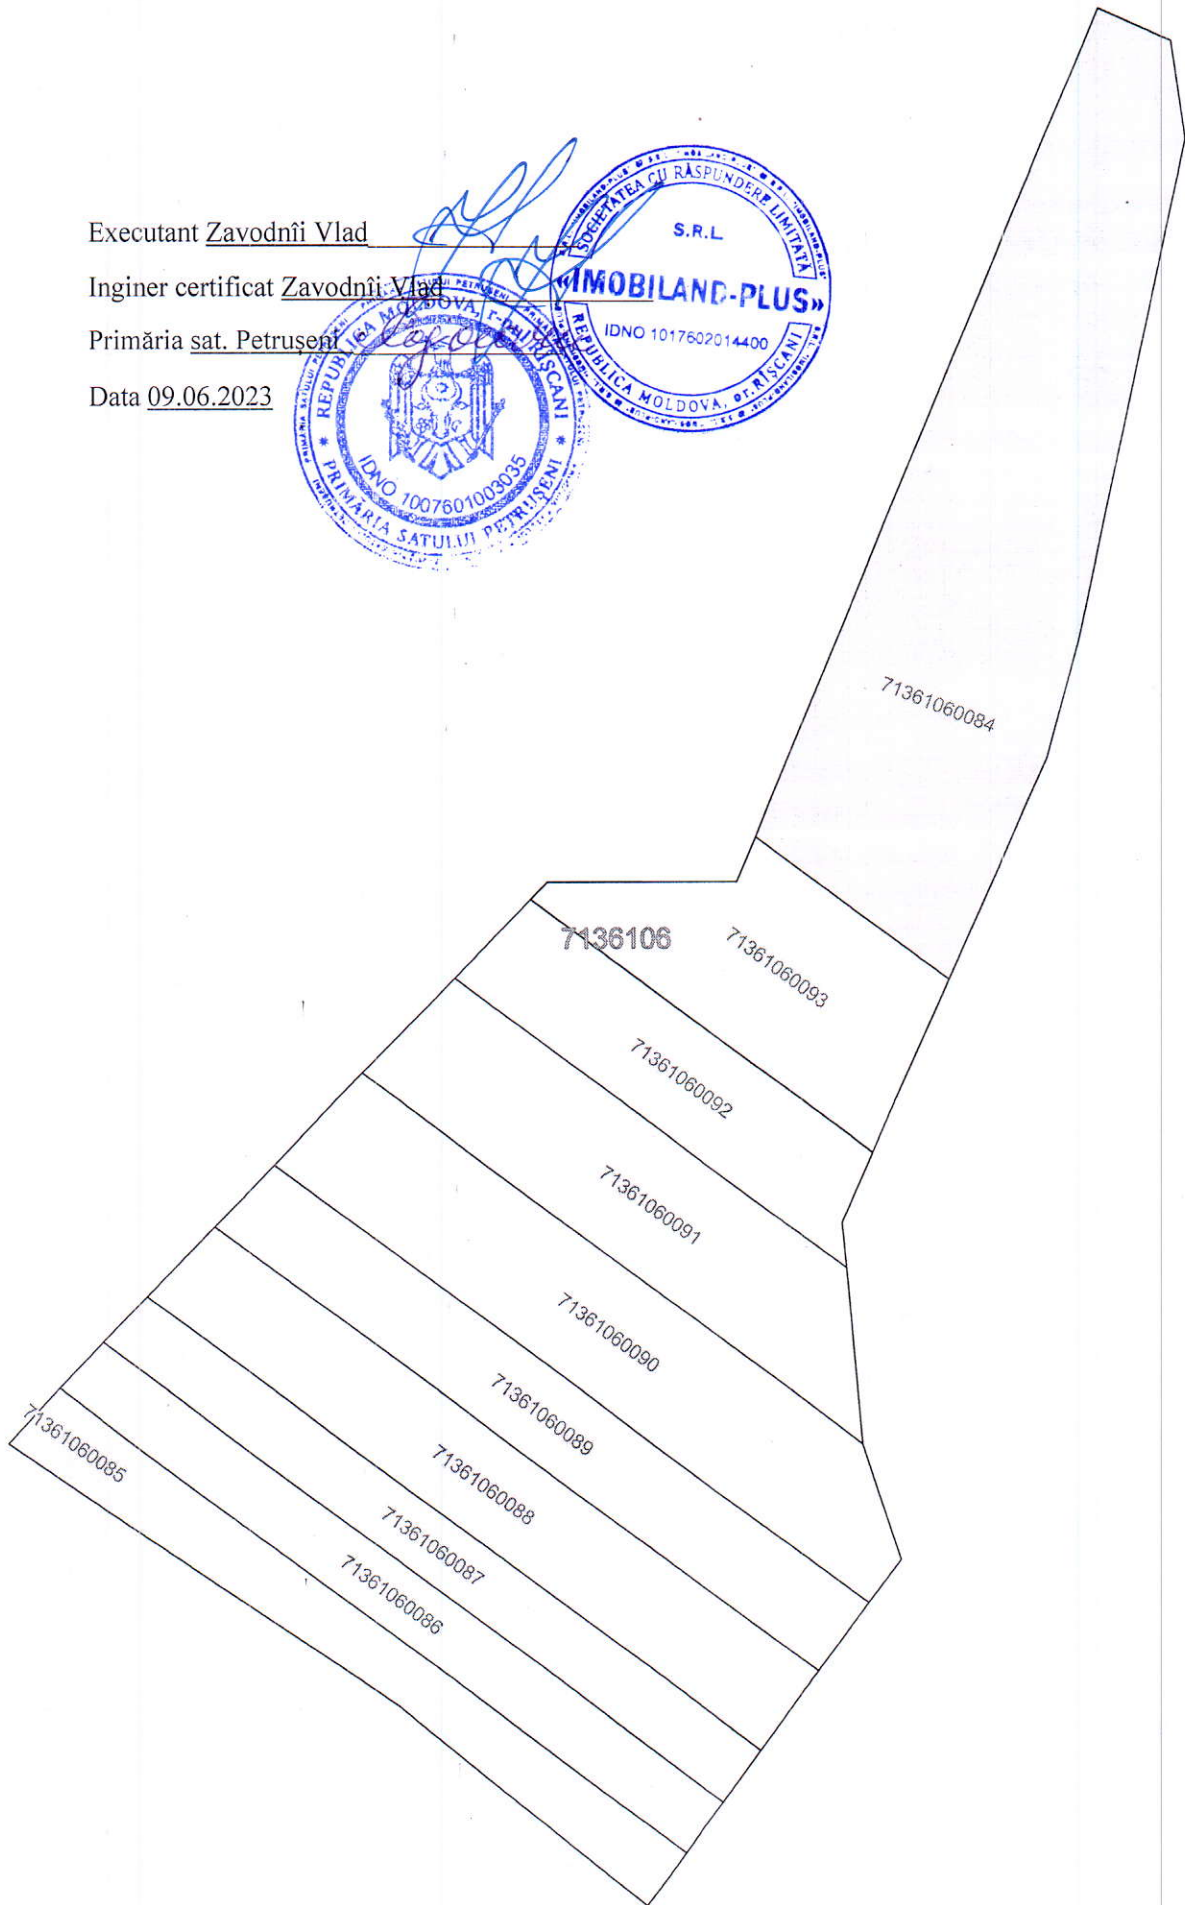 Executant Zavodnîi Vlad
Inginer certificat Zavodnîi Vlad
Primăria sat. Petrușeni
Data 09.06.2023
SOCIETATEA CU RĂSPUNDERE LIMITATĂ
S.R.L.
«IMOBILAND-PLUS»
IDNO 1017602014400
REPUBLICA MOLDOVA, or.RÎȘCANI
REPUBLICA MOLDOVA, r-nul RÎȘCANI
IDNO 1007601003035
* PRIMĂRIA SATULUI PETRUȘENI *
71361060084
7136106
71361060093
71361060092
71361060091
71361060090
71361060089
71361060088
71361060087
71361060086
71361060085